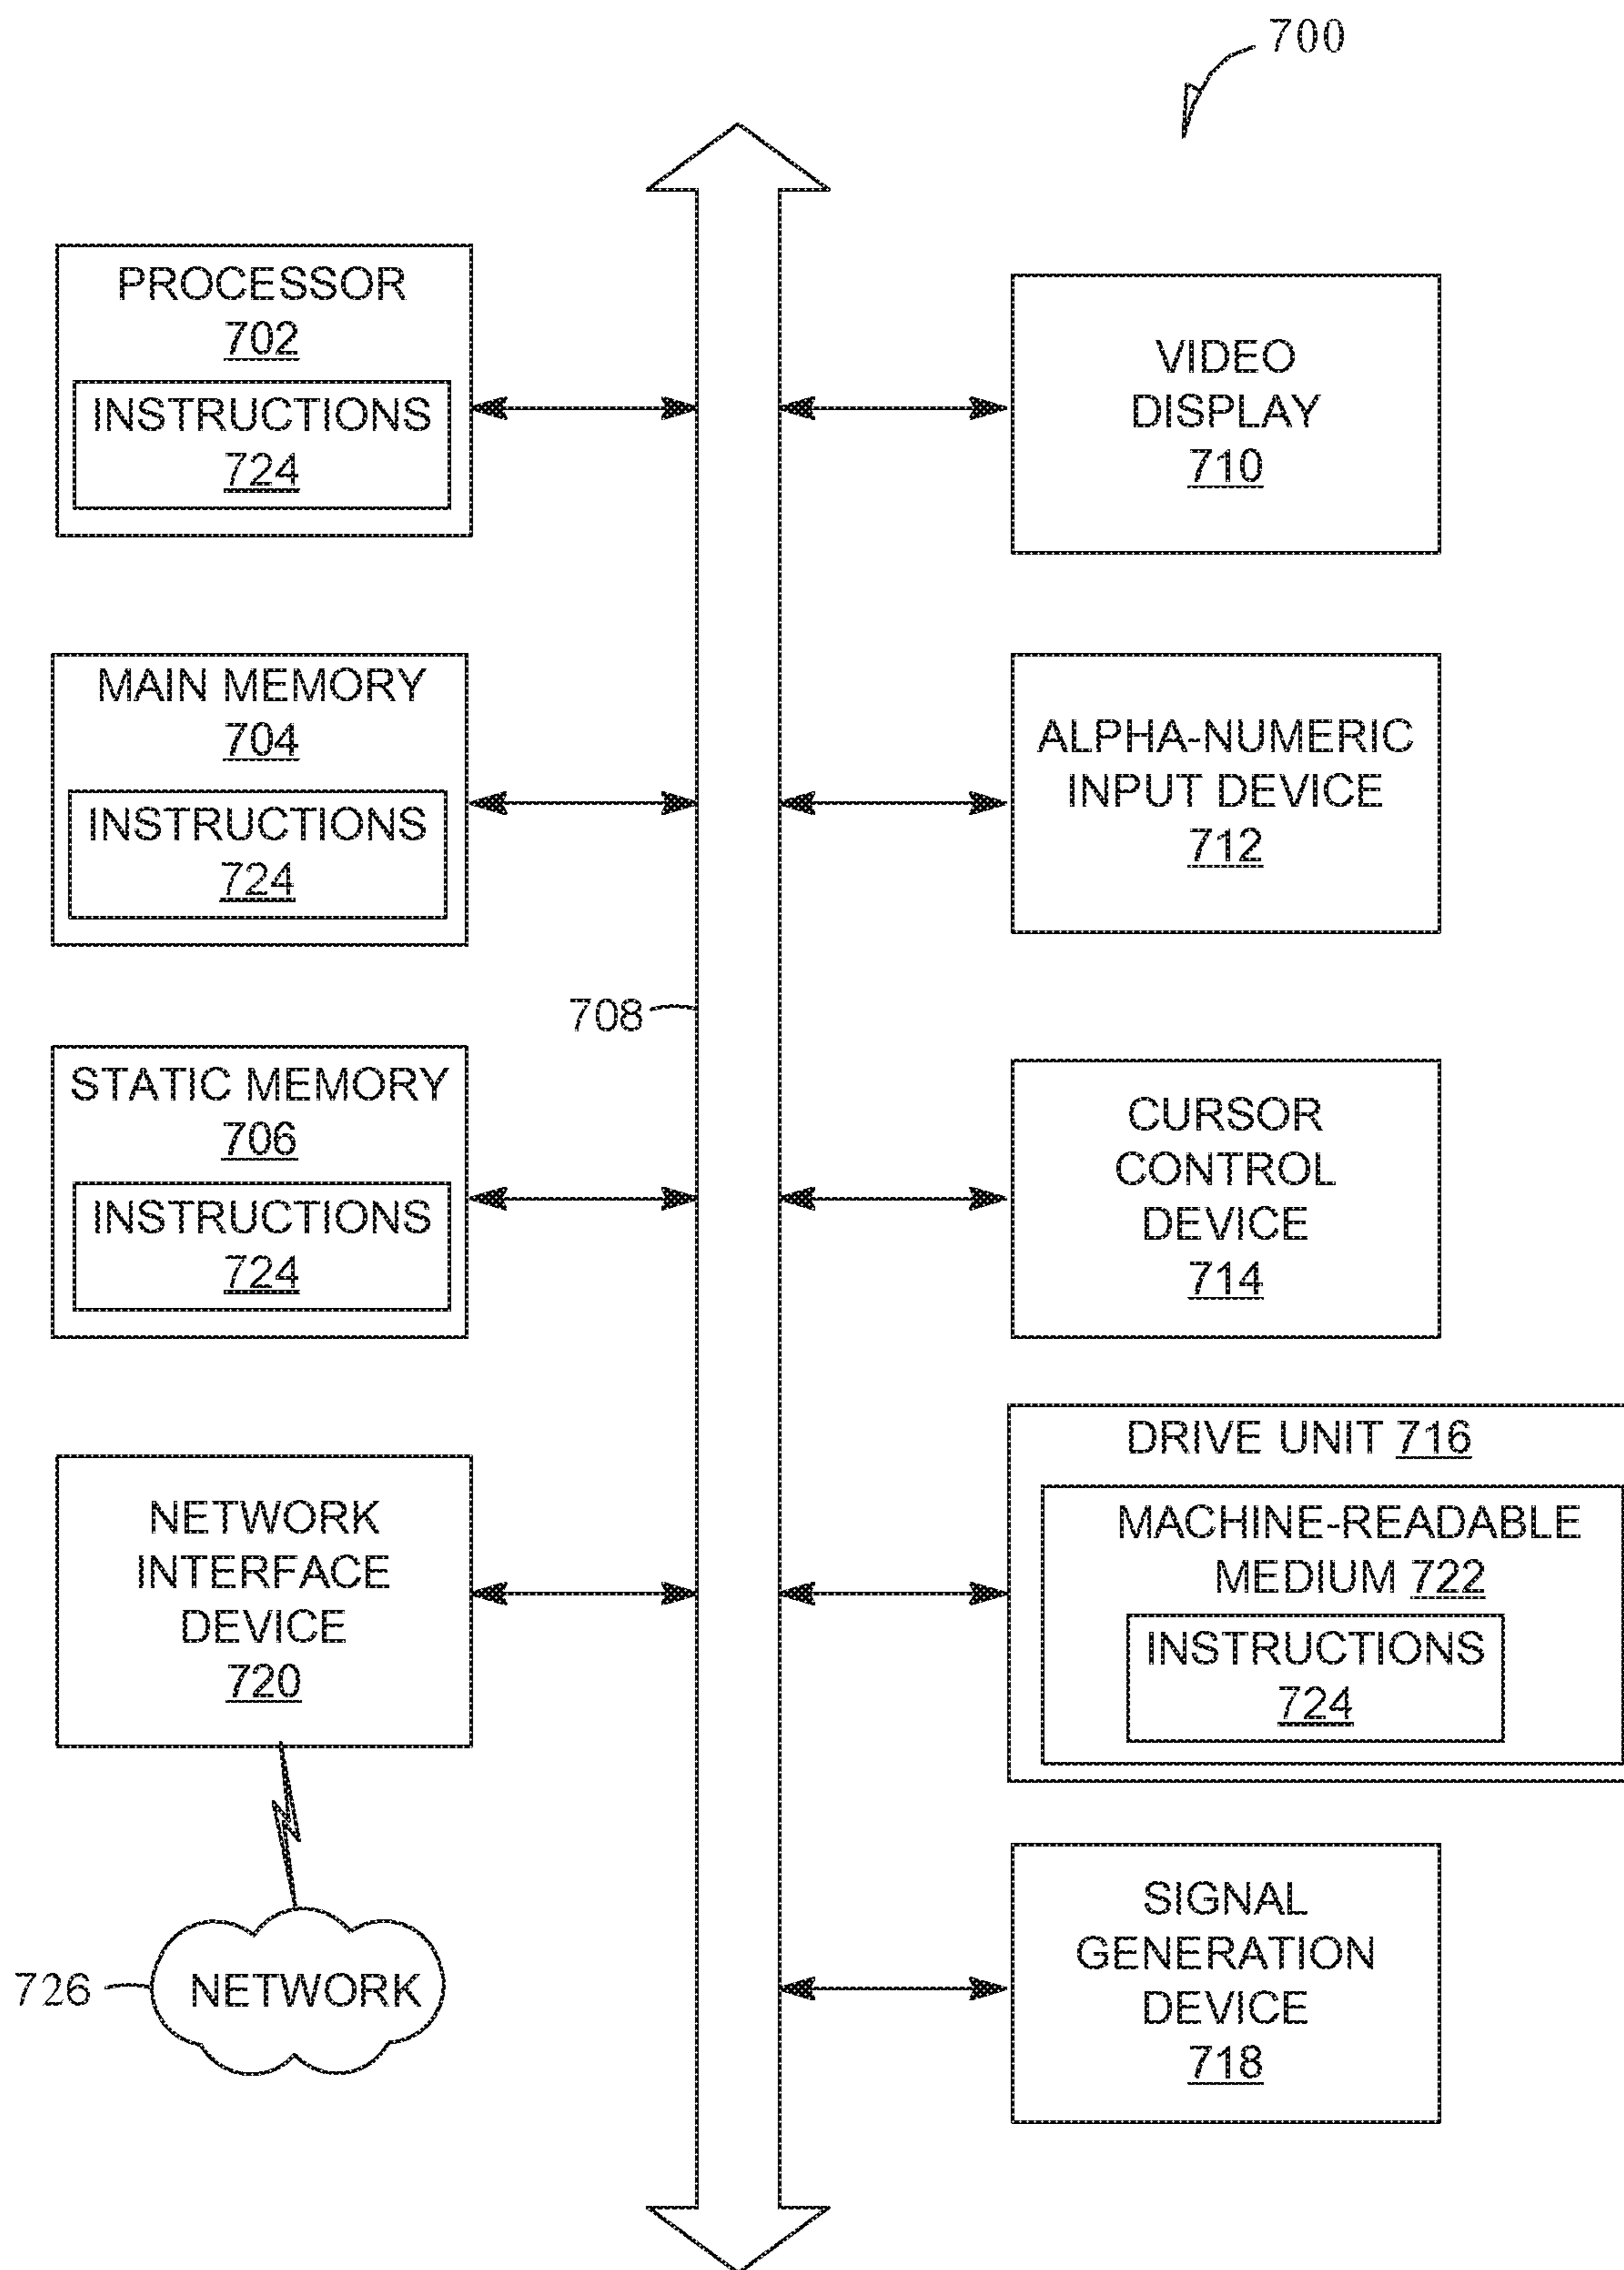 700
PROCESSOR
702
INSTRUCTIONS
724
VIDEO
DISPLAY
710
MAIN MEMORY
704
INSTRUCTIONS
724
ALPHA-NUMERIC
INPUT DEVICE
712
708
STATIC MEMORY
706
INSTRUCTIONS
724
CURSOR
CONTROL
DEVICE
714
NETWORK
INTERFACE
DEVICE
720
DRIVE UNIT 716
MACHINE-READABLE
MEDIUM 722
INSTRUCTIONS
724
726
NETWORK
SIGNAL
GENERATION
DEVICE
718